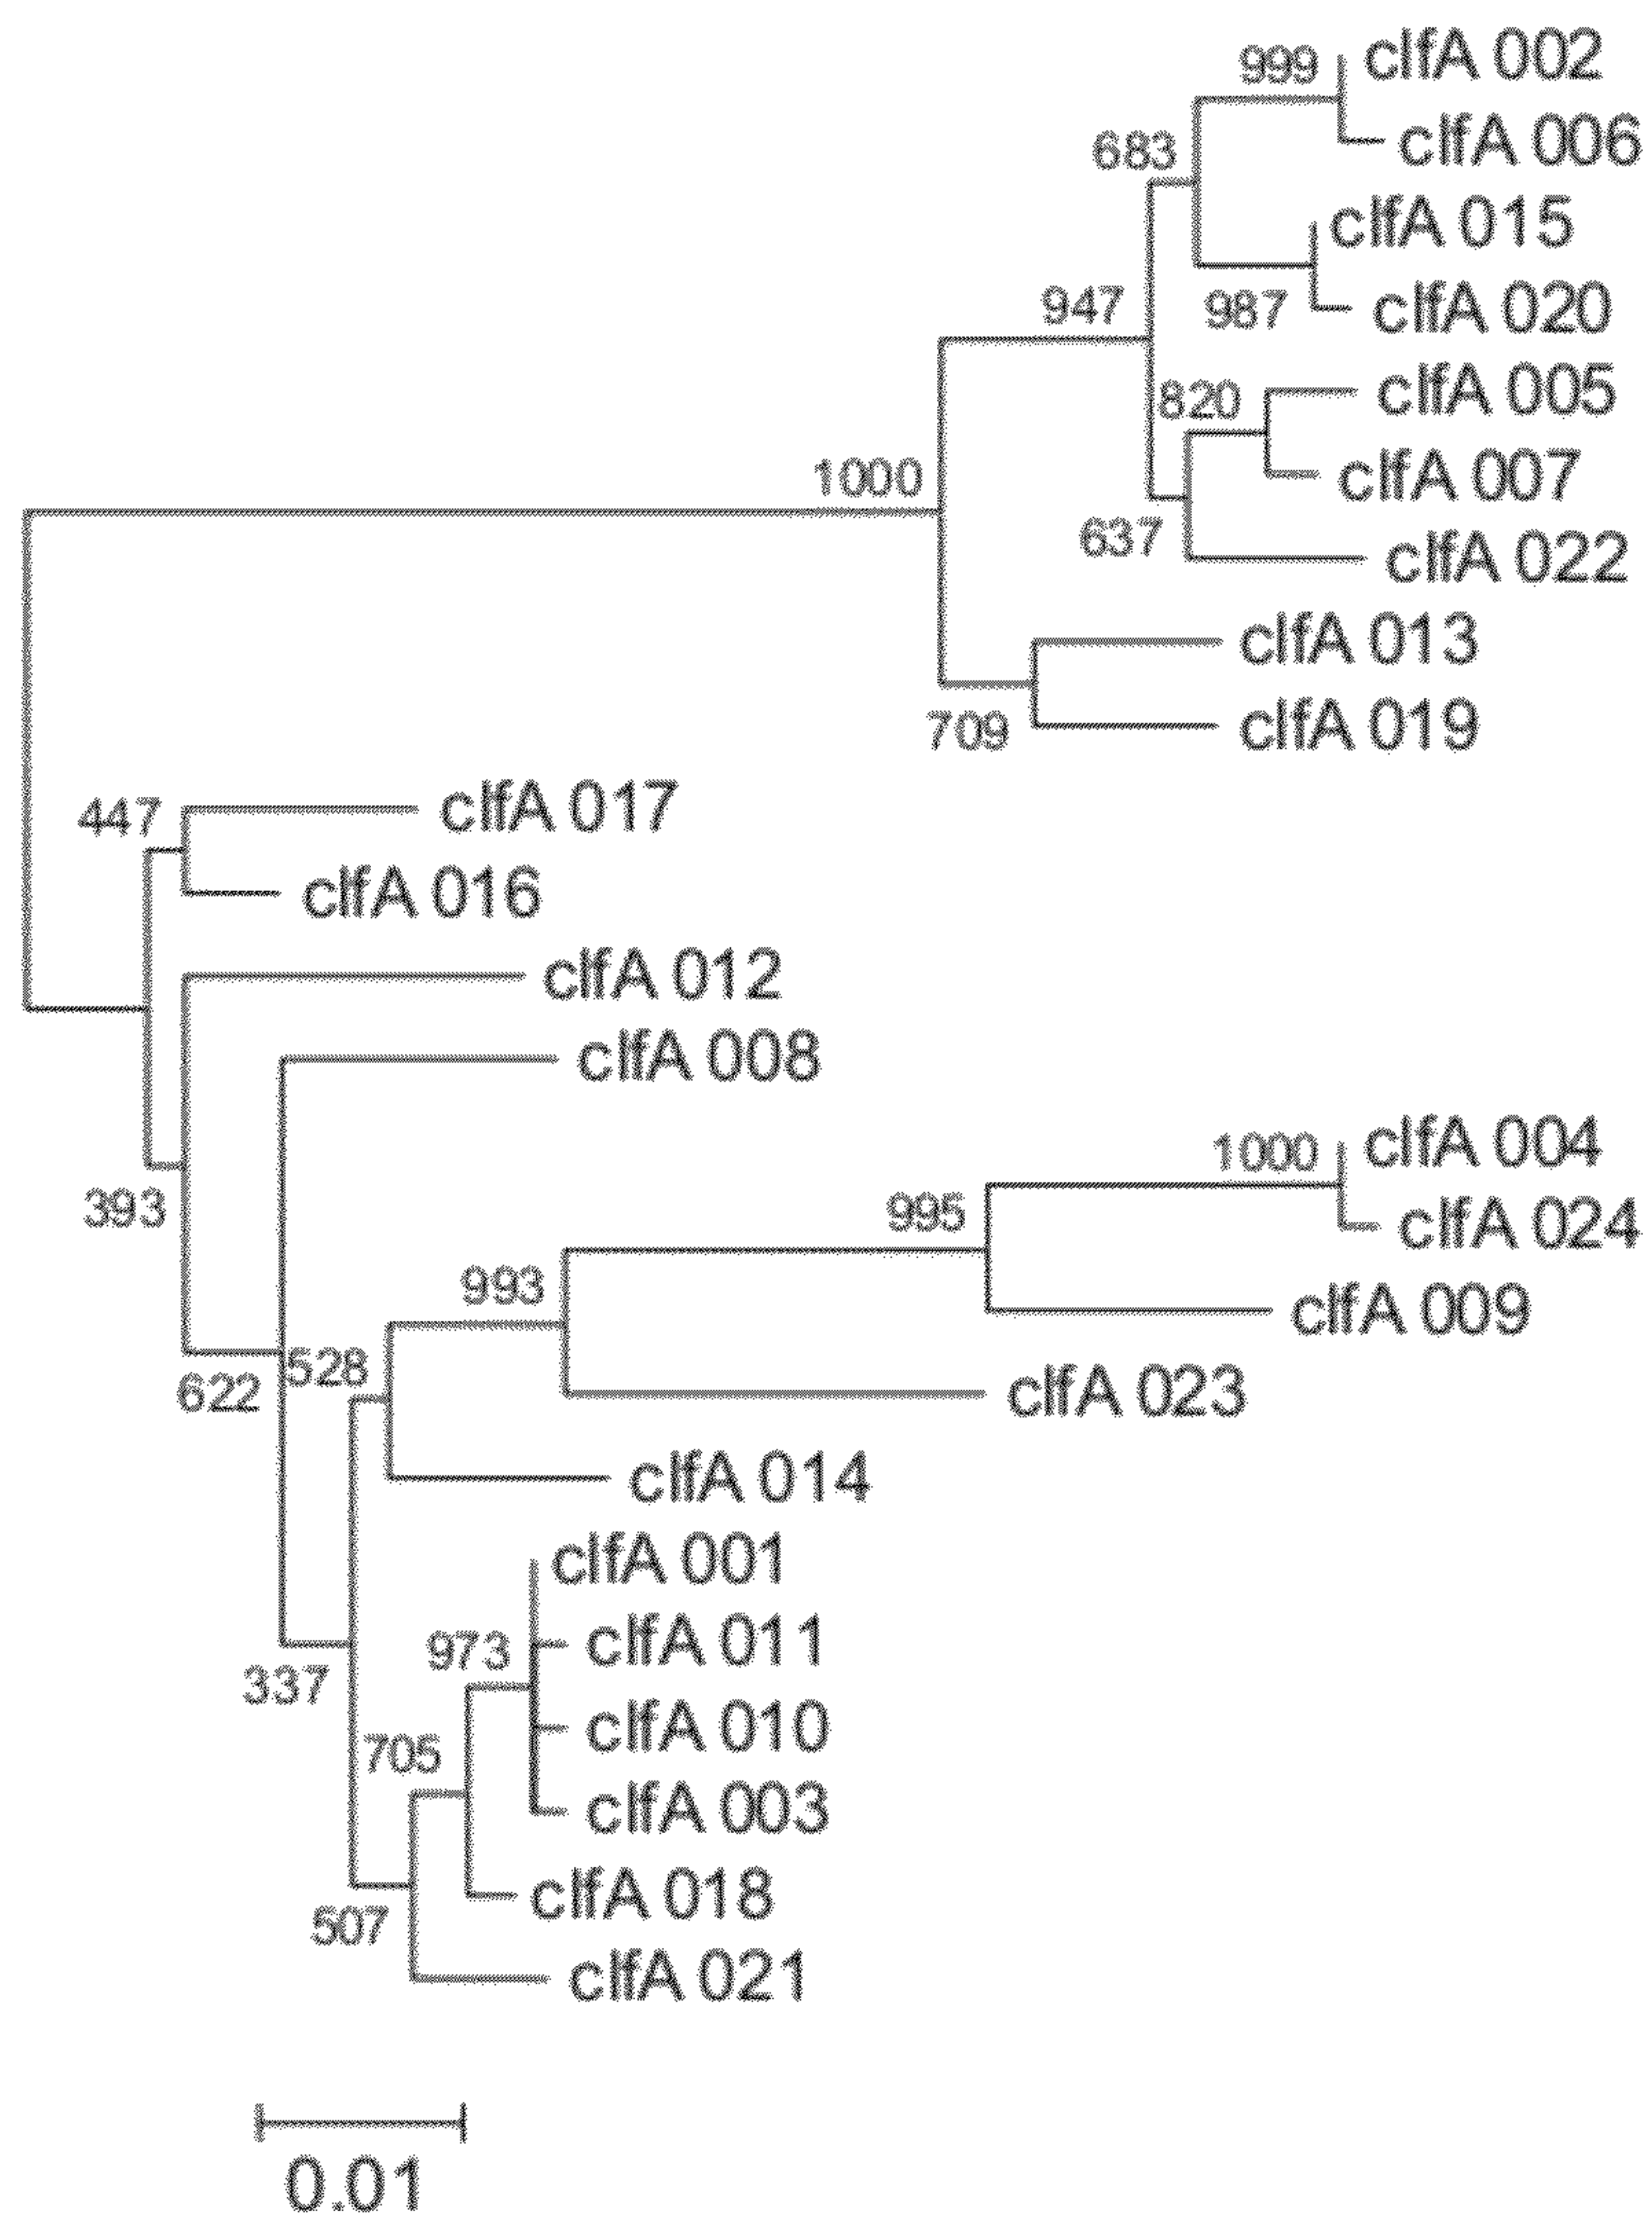 999
clfA 002
clfA 006
683
clfA 015
987
clfA 020
947
820
clfA 005
clfA 007
1000
637
clfA 022
clfA 013
709
clfA 019
447
clfA 017
clfA 016
clfA 012
clfA 008
1000
clfA 004
393
995
clfA 024
993
clfA 009
622
528
clfA 023
clfA 014
clfA 001
973
clfA 011
337
705
clfA 010
clfA 003
clfA 018
507
clfA 021
0.01